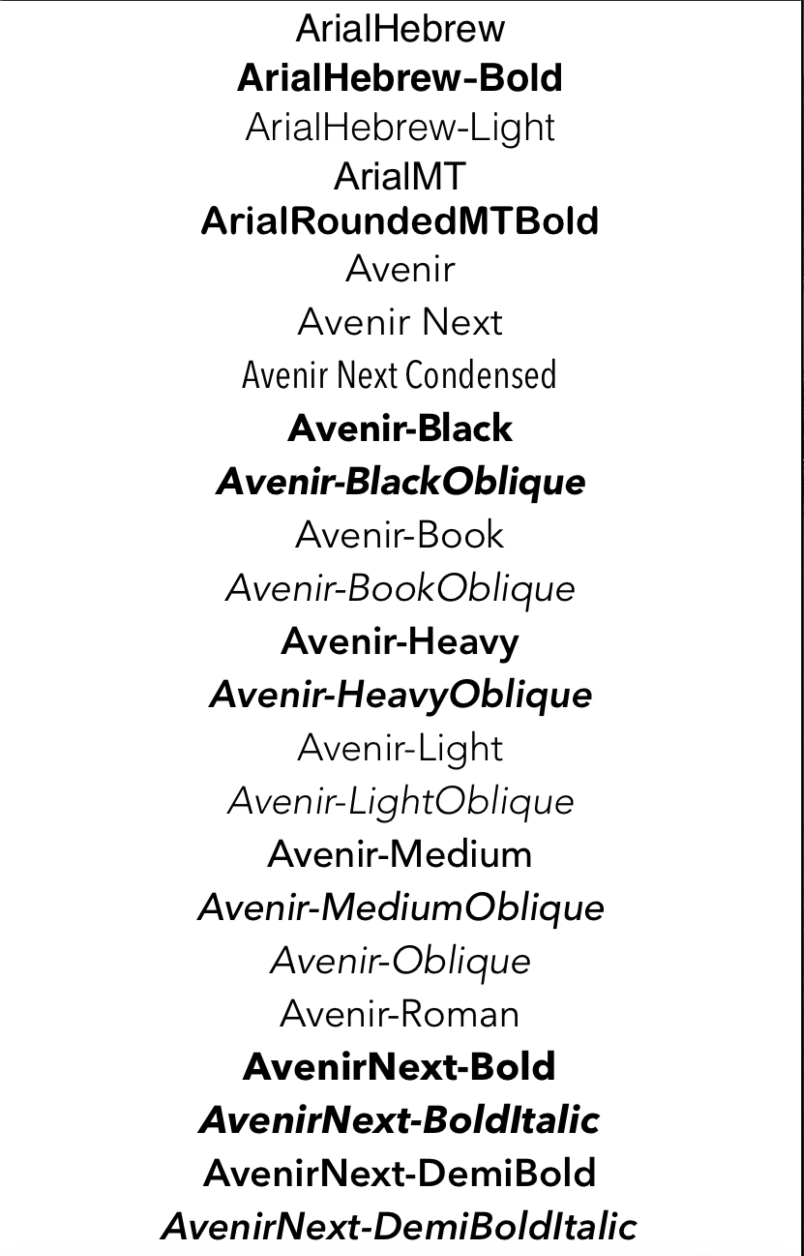 ArialHebrew
ArialHebrew-Bold
ArialHebrew-Light
ArialMT
ArialRoundedMTBold
Avenir
Avenir Next
Avenir Next Condensed
Avenir-Black
Avenir-BlackOblique
Avenir-Book
Avenir-BookOblique
Avenir-Heavy
Avenir-HeavyOblique
Avenir-Light
Avenir-LightOblique
Avenir-Medium
Avenir-MediumOblique
Avenir-Oblique
Avenir-Roman
AvenirNext-Bold
AvenirNext-BoldItalic
AvenirNext-DemiBold
AvenirNext-DemiBoldItalic